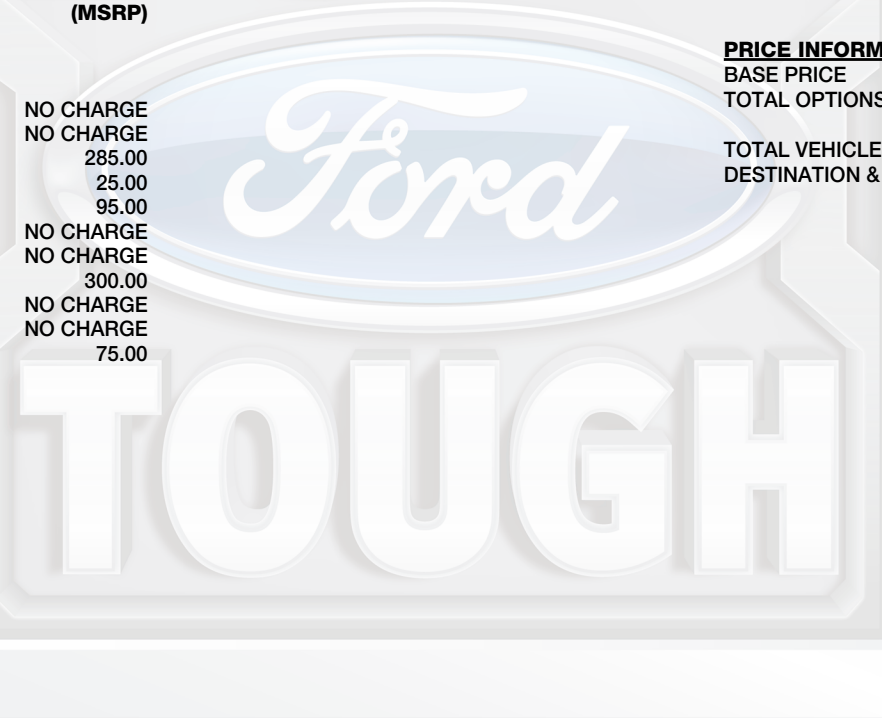 (MSRP)
NO CHARGE
NO CHARGE
285.00
25.00
95.00
NO CHARGE
NO CHARGE
300.00
NO CHARGE
NO CHARGE
75.00
PRICE INFORM
BASE PRICE
TOTAL OPTIONS
TOTAL VEHICLE
DESTINATION &
Ford
TOUGH